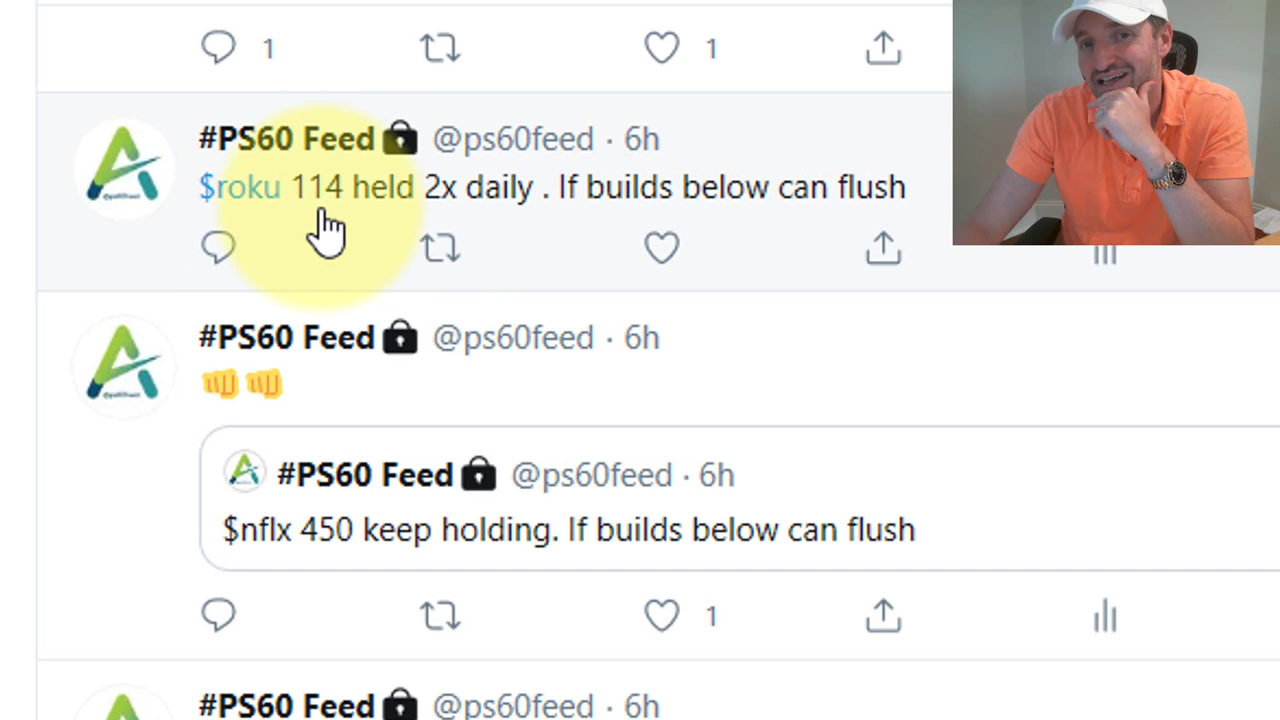 1 1
#PS60 Feed @ps60feed · 6h
$roku 114 held 2x daily . If builds below can flush
#PS60 Feed @ps60feed · 6h
#PS60 Feed @ps60feed · 6h
$nflx 450 keep holding. If builds below can flush
1
#PS60 Feed @ps60feed · 6h